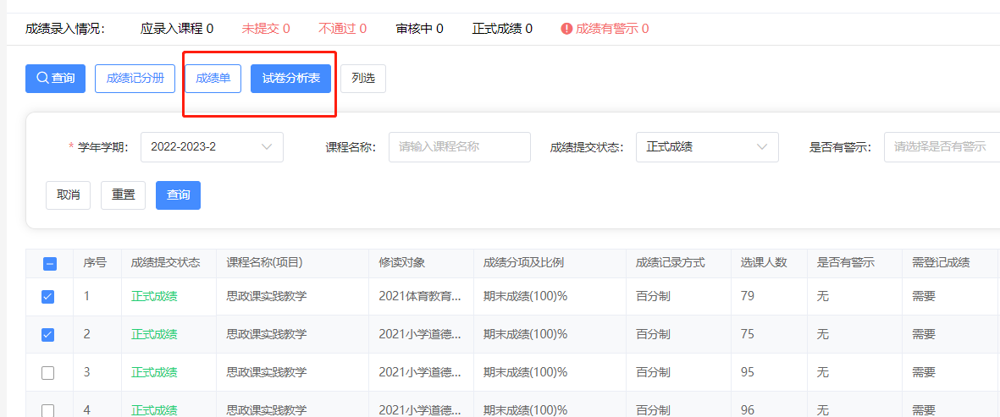 成绩录入情况： 应录入课程 0 未提交 0 不通过 0 审核中 0 正式成绩 0 成绩有警示 0
查询 成绩记分册 成绩单 试卷分析表 列选
* 学年学期： 2022-2023-2 课程名称： 请输入课程名称 成绩提交状态： 正式成绩 是否有警示： 请选择是否有警示
取消 重置 查询
序号 成绩提交状态 课程名称(项目) 修读对象 成绩分项及比例 成绩记录方式 选课人数 是否有警示 需登记成绩
1 正式成绩 思政课实践教学 2021体育教育... 期末成绩(100)% 百分制 79 无 需要
2 正式成绩 思政课实践教学 2021小学道德... 期末成绩(100)% 百分制 75 无 需要
3 正式成绩 思政课实践教学 2021小学道德... 期末成绩(100)% 百分制 95 无 需要
4 正式成绩 思政课实践教学 2021小学道德... 期末成绩(100)% 百分制 96 无 需要